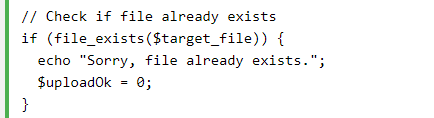 // Check if file already exists
if (file_exists($target_file)) {
  echo "Sorry, file already exists.";
  $uploadOk = 0;
}